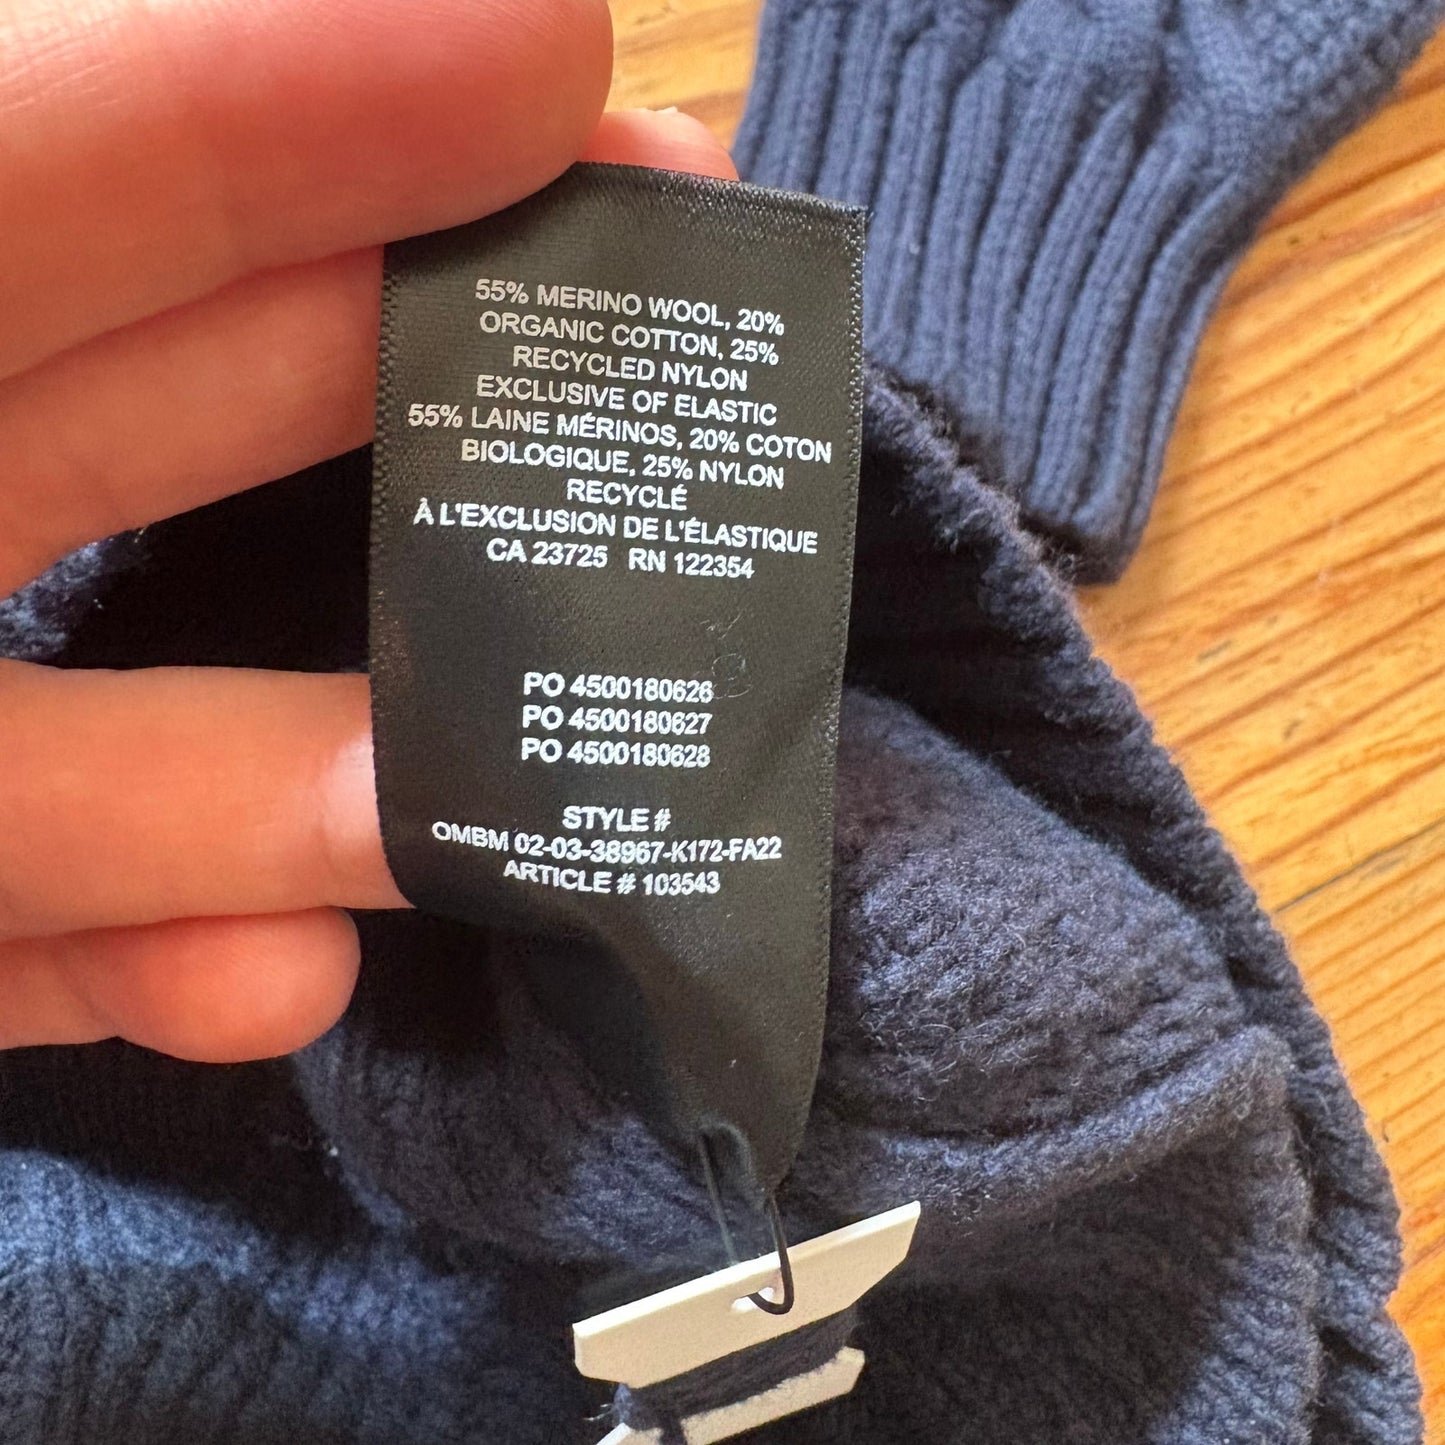 55% MERINO WOOL, 20%
ORGANIC COTTON, 25%
RECYCLED NYLON
EXCLUSIVE OF ELASTIC
55% LAINE MÉRINOS, 20% COTON
BIOLOGIQUE, 25% NYLON
RECYCLÉ
À L'EXCLUSION DE L'ÉLASTIQUE
CA 23725 RN 122354
PO 4500180626
PO 4500180627
PO 4500180628
STYLE #
OMBM 02-03-38967-K172-FA22
ARTICLE # 103543